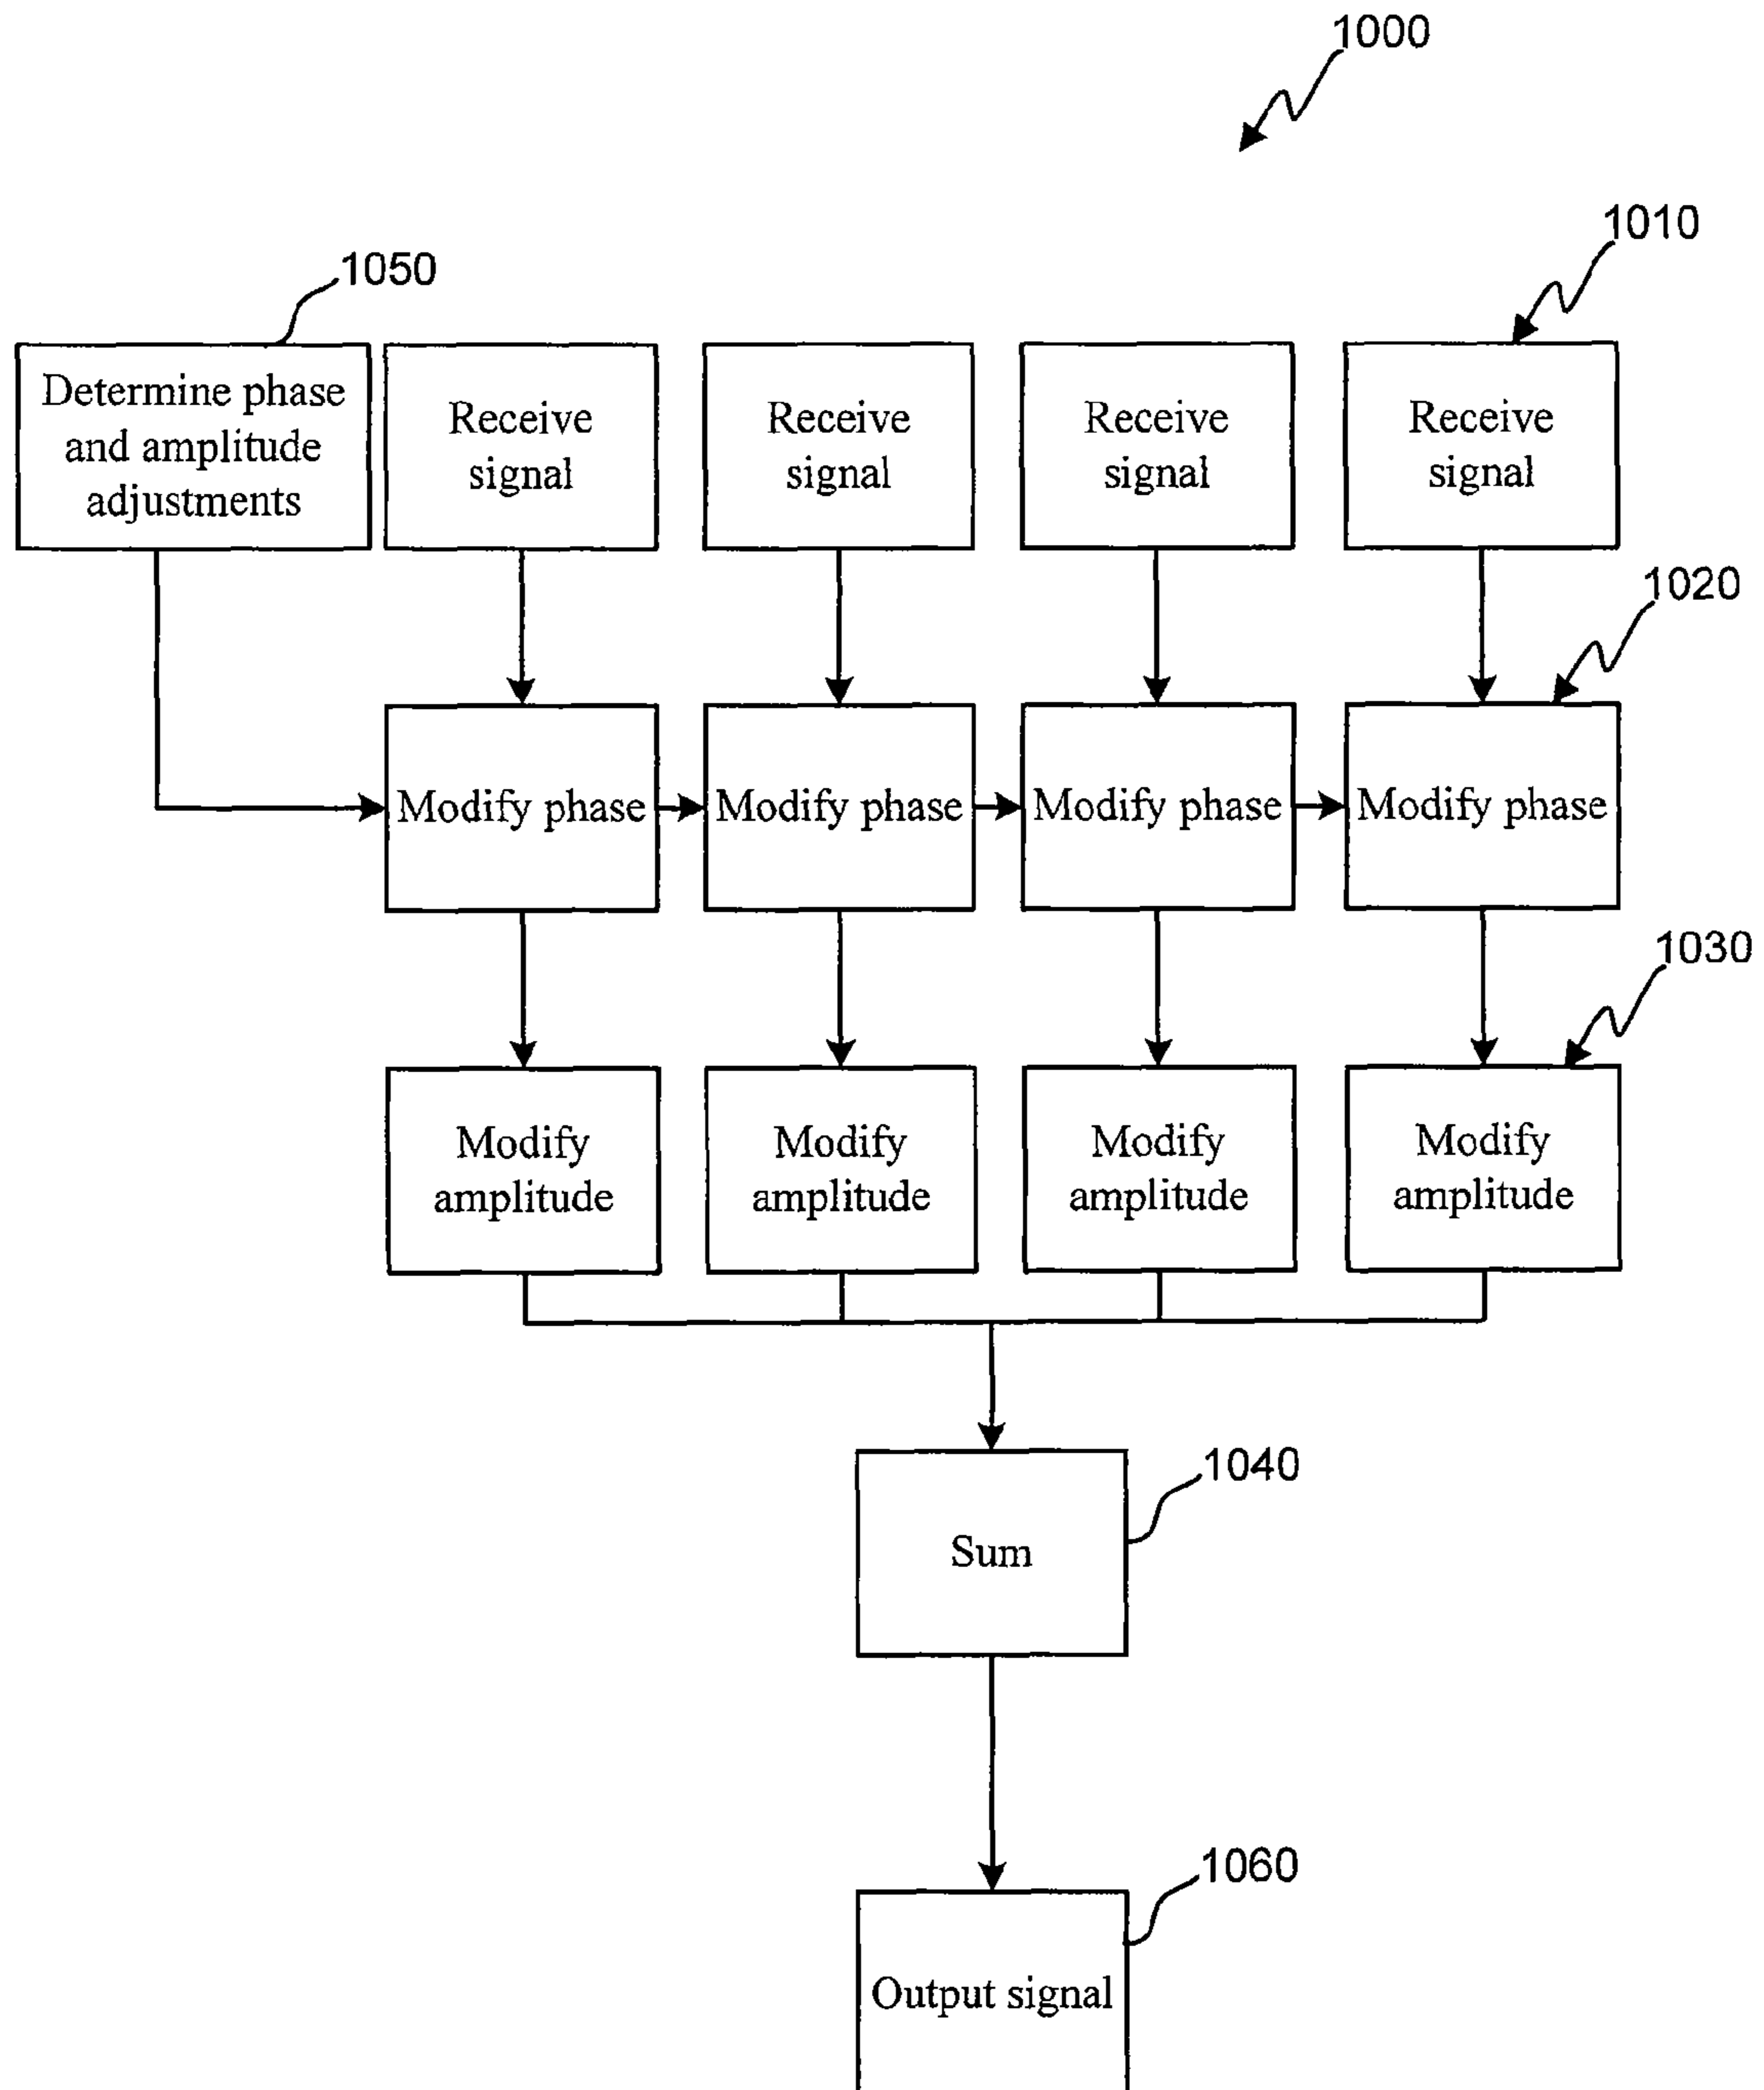 1000
1010
1050
Determine phase
and amplitude
adjustments
Receive
signal
Receive
signal
Receive
signal
Receive
signal
1020
Modify phase
Modify phase
Modify phase
Modify phase
1030
Modify
amplitude
Modify
amplitude
Modify
amplitude
Modify
amplitude
1040
Sum
1060
Output signal